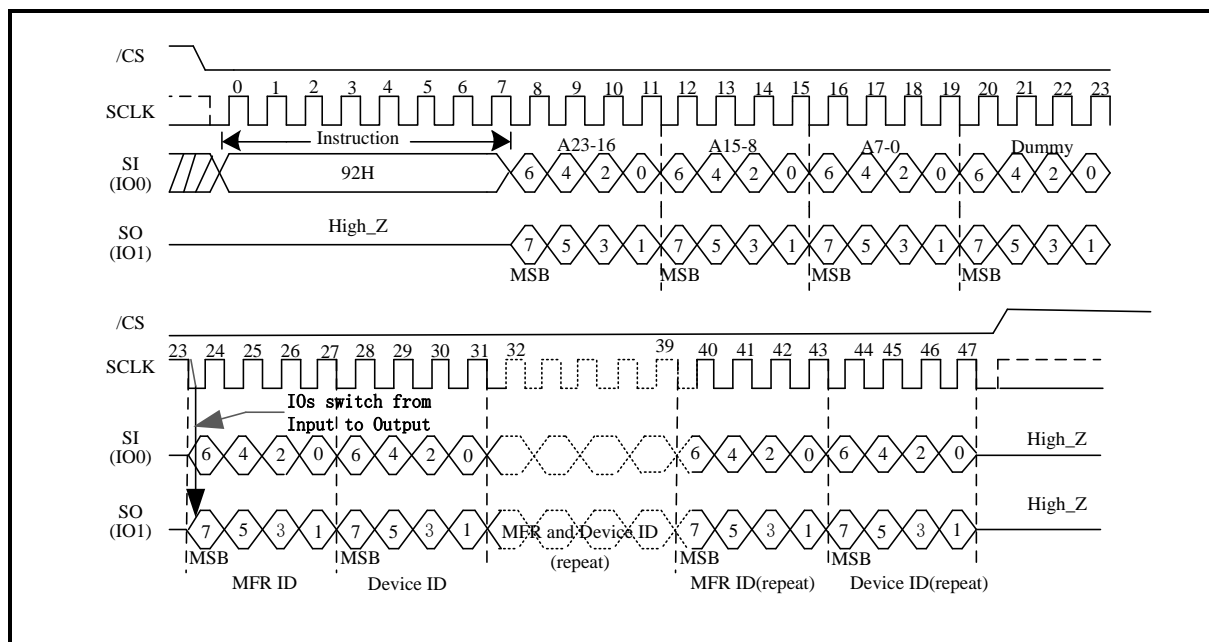 /CS
0 1 2 3 4 5 6 7 8 9 10 11 12 13 14 15 16 17 18 19 20 21 22 23
SCLK
Instruction A23-16 A15-8 A7-0 Dummy
SI
(IO0)
92H 6 4 2 0 6 4 2 0 6 4 2 0 6 4 2 0
High_Z
SO
(IO1)
7 5 3 1 7 5 3 1 7 5 3 1 7 5 3 1
MSB MSB MSB MSB
/CS
23 24 25 26 27 28 29 30 31 32 39 40 41 42 43 44 45 46 47
SCLK
IOs switch from
Input to Output
SI
(IO0)
6 4 2 0 6 4 2 0 6 4 2 0 6 4 2 0 High_Z
SO
(IO1)
7 5 3 1 7 5 3 1 MFR and Device ID 7 5 3 1 7 5 3 1 High_Z
MSB MSB (repeat) MSB MSB
MFR ID Device ID MFR ID(repeat) Device ID(repeat)